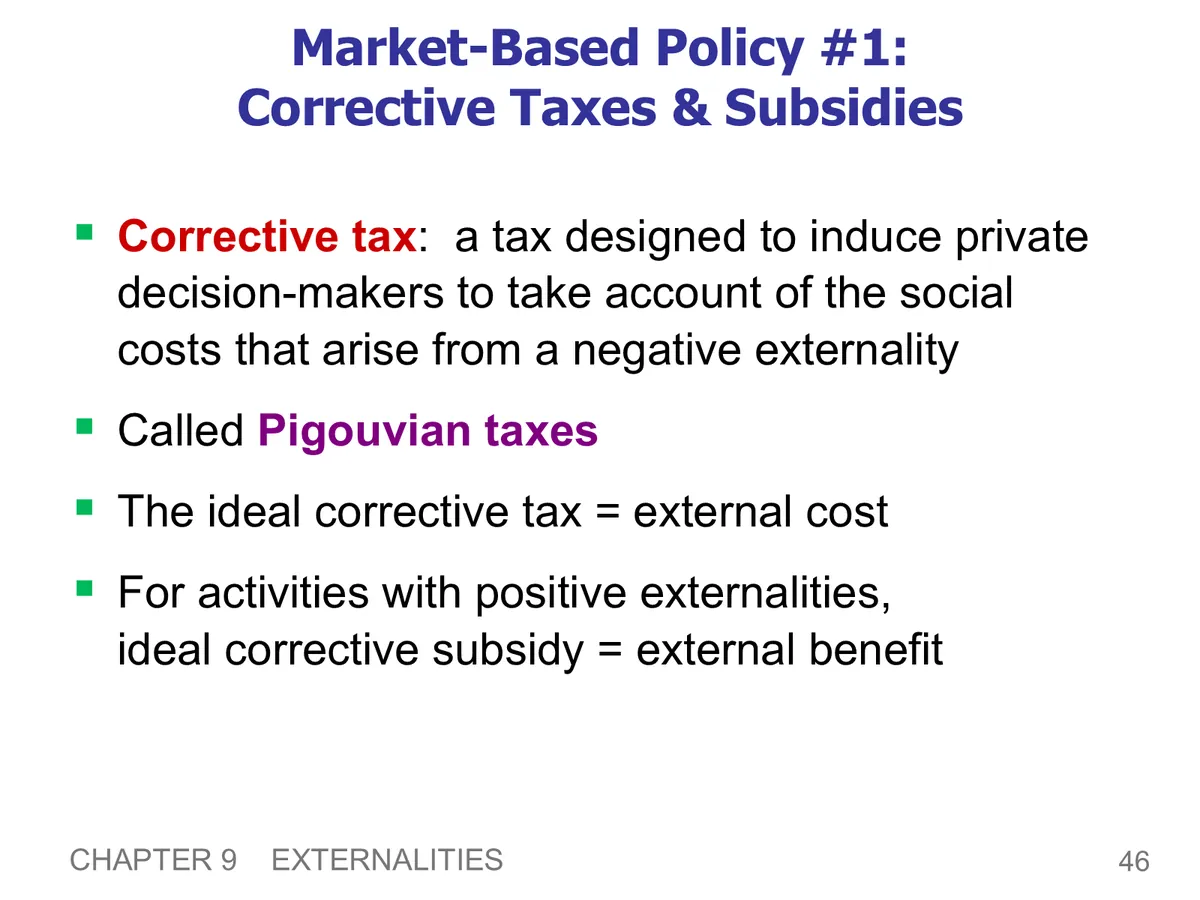 Market-Based Policy #1:
Corrective Taxes & Subsidies
▪ Corrective tax:  a tax designed to induce private
decision-makers to take account of the social
costs that arise from a negative externality
▪ Called Pigouvian taxes
▪ The ideal corrective tax = external cost
▪ For activities with positive externalities,
ideal corrective subsidy = external benefit
CHAPTER 9    EXTERNALITIES    46